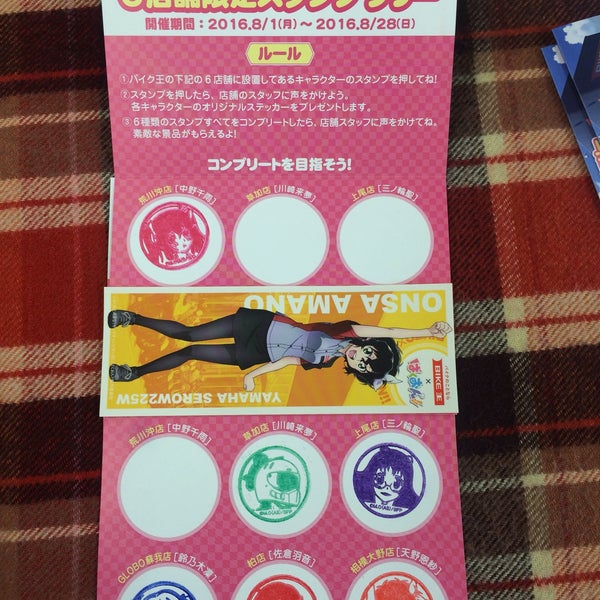 6店舗限定スタンプラリー
開催期間：2016.8/1(月)～2016.8/28(日)
ルール
①バイク王の下記の6店舗に設置してあるキャラクターのスタンプを押してね!
②スタンプを押したら、店舗のスタッフに声をかけよう。
各キャラクターのオリジナルステッカーをプレゼントします。
③6種類のスタンプすべてをコンプリートしたら、店舗スタッフに声をかけてね。
素敵な景品がもらえるよ!
コンプリートを目指そう!
荒川沖店[中野千雨]
草加店[川崎来夢]
上尾店[三ノ輪聖]
ONSA AMANO
YAMAHA SEROW225W
ばくおん!!
×
BIKE王
荒川沖店[中野千雨]
草加店[川崎来夢]
上尾店[三ノ輪聖]
GLOBO蘇我店[鈴乃木凜]
柏店[佐倉羽音]
相模大野店[天野恩紗]